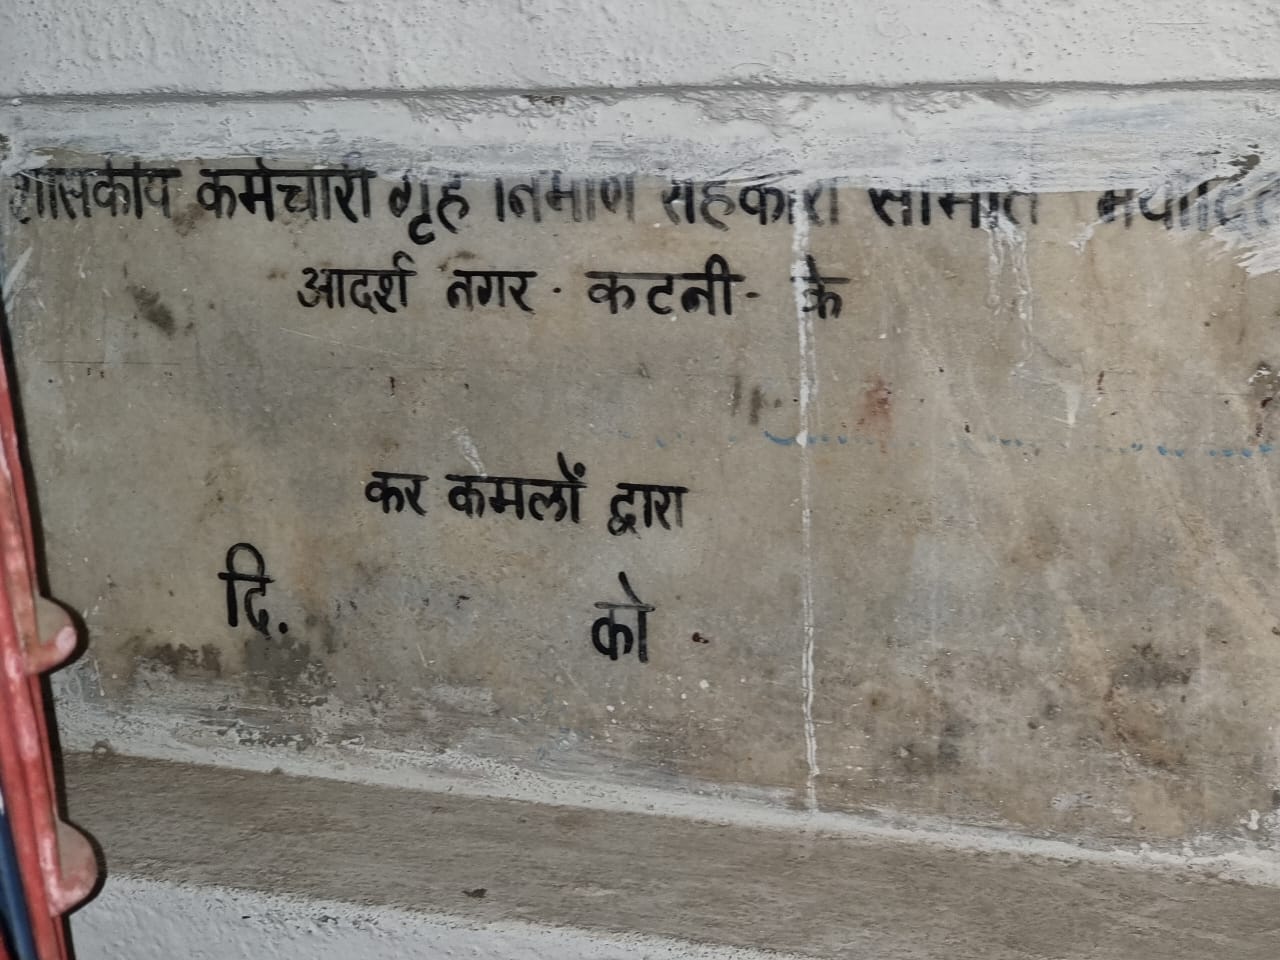 शासकीय कर्मचारी गृह निर्माण सहकारी समिति मर्यादित
आदर्श नगर · कटनी - के
कर कमलों द्वारा
दि. को ·